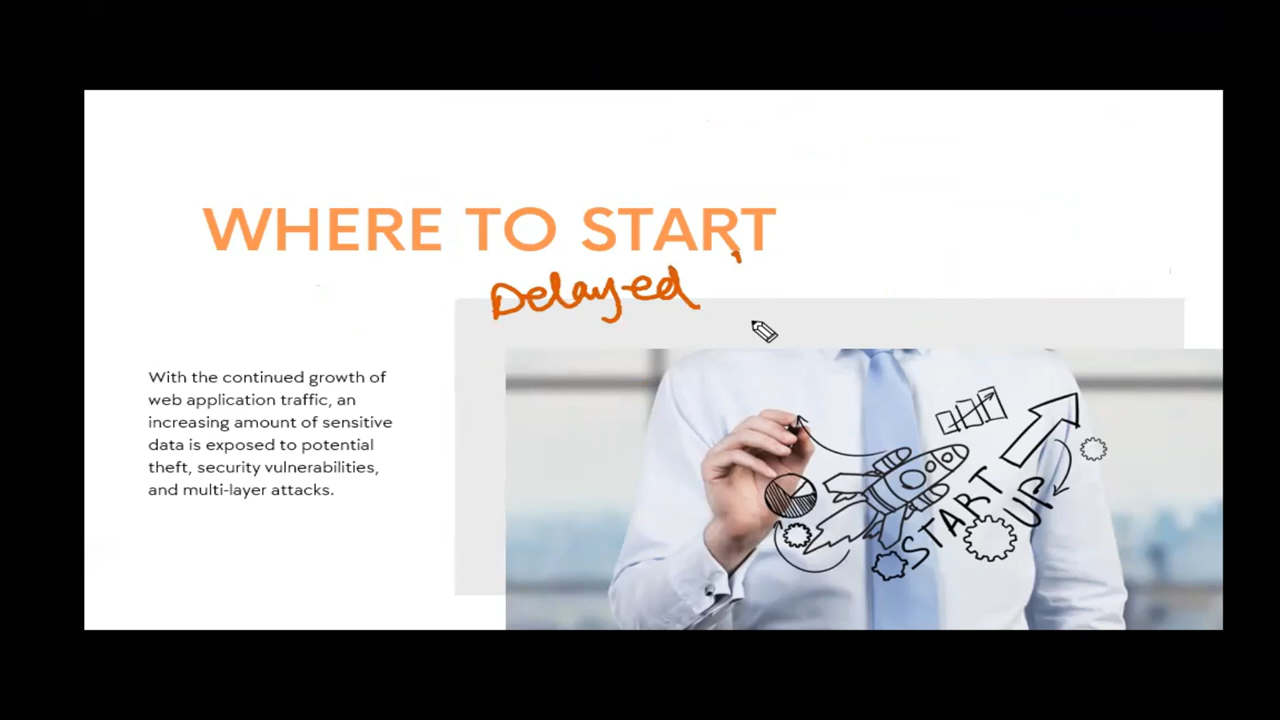 WHERE TO START
Delayed
With the continued growth of
web application traffic, an
increasing amount of sensitive
data is exposed to potential
theft, security vulnerabilities,
and multi-layer attacks.
START
UP